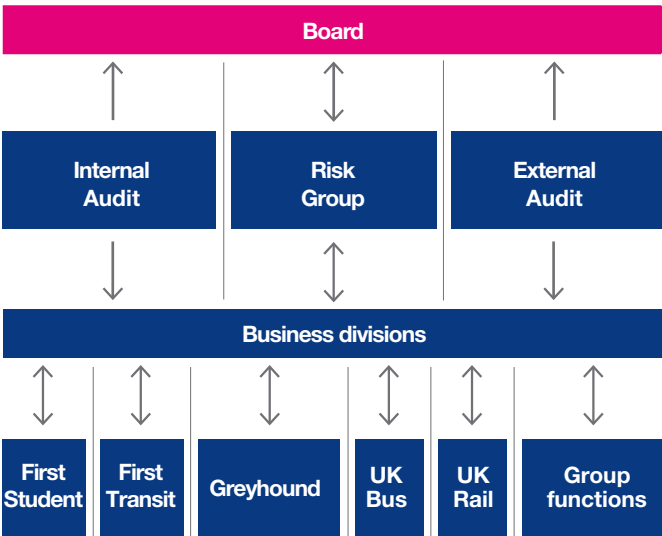 Board
Internal
Audit
Risk
Group
External
Audit
Business divisions
First
Student
First
Transit
Greyhound
UK
Bus
UK
Rail
Group
functions